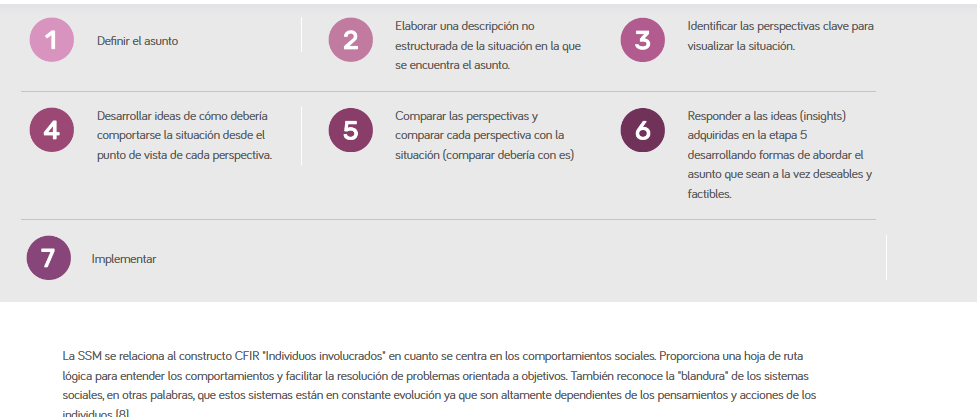 1
Definir el asunto
2
Elaborar una descripción no
estructurada de la situación en la que
se encuentra el asunto.
3
Identificar las perspectivas clave para
visualizar la situación.
4
Desarrollar ideas de cómo debería
comportarse la situación desde el
punto de vista de cada perspectiva.
5
Comparar las perspectivas y
comparar cada perspectiva con la
situación (comparar debería con es)
6
Responder a las ideas (insights)
adquiridas en la etapa 5
desarrollando formas de abordar el
asunto que sean a la vez deseables y
factibles.
7
Implementar
La SSM se relaciona al constructo CFIR "Individuos involucrados" en cuanto se centra en los comportamientos sociales. Proporciona una hoja de ruta
lógica para entender los comportamientos y facilitar la resolución de problemas orientada a objetivos. También reconoce la "blandura" de los sistemas
sociales, en otras palabras, que estos sistemas están en constante evolución ya que son altamente dependientes de los pensamientos y acciones de los
individuos [8]